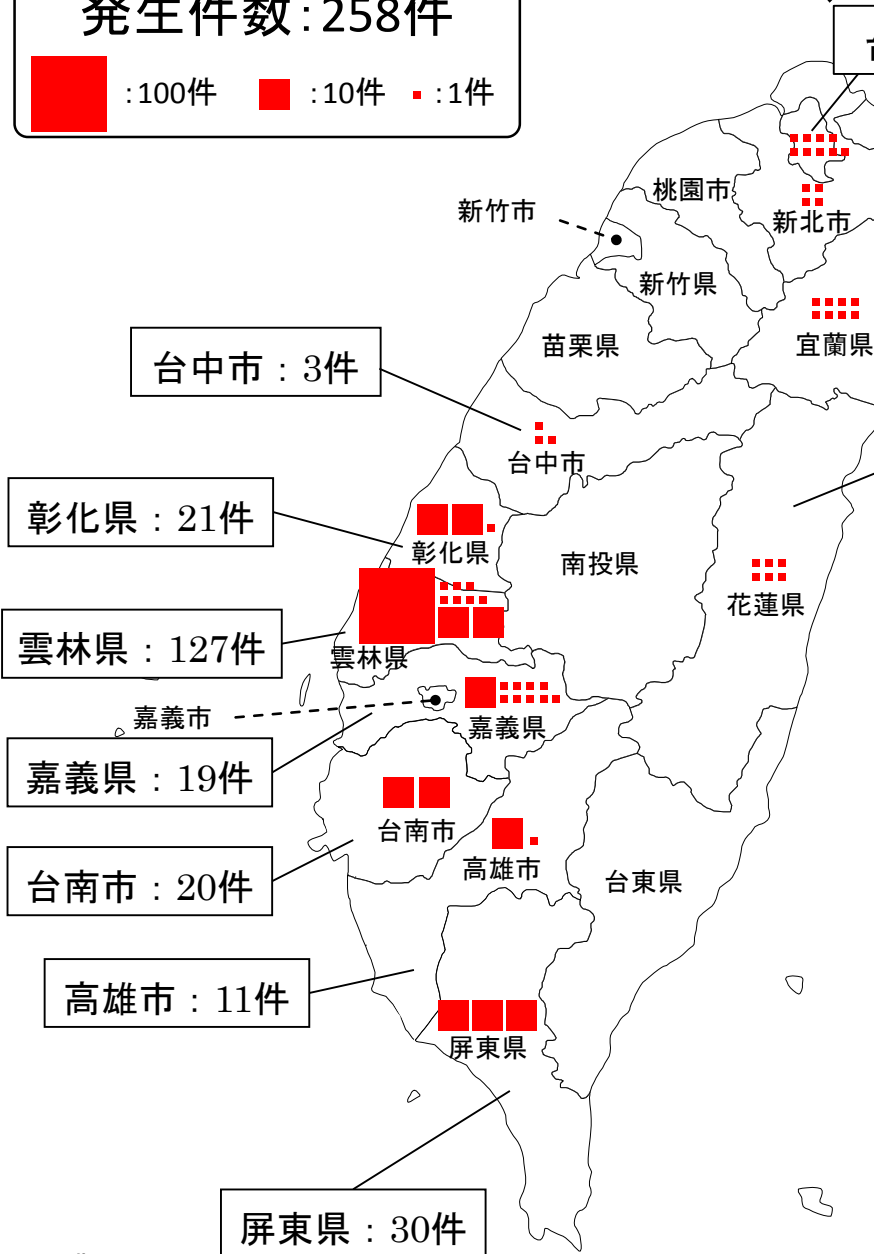 発生件数:258件
:100件 :10件 :1件
桃園市
新竹市
新北市
新竹県
苗栗県
宜蘭県
台中市:3件
台中市
彰化県:21件
彰化県
南投県
花蓮県
雲林県:127件
雲林県
嘉義市
嘉義県
嘉義県:19件
台南市
高雄市
台南市:20件
台東県
高雄市:11件
屏東県
屏東県:30件